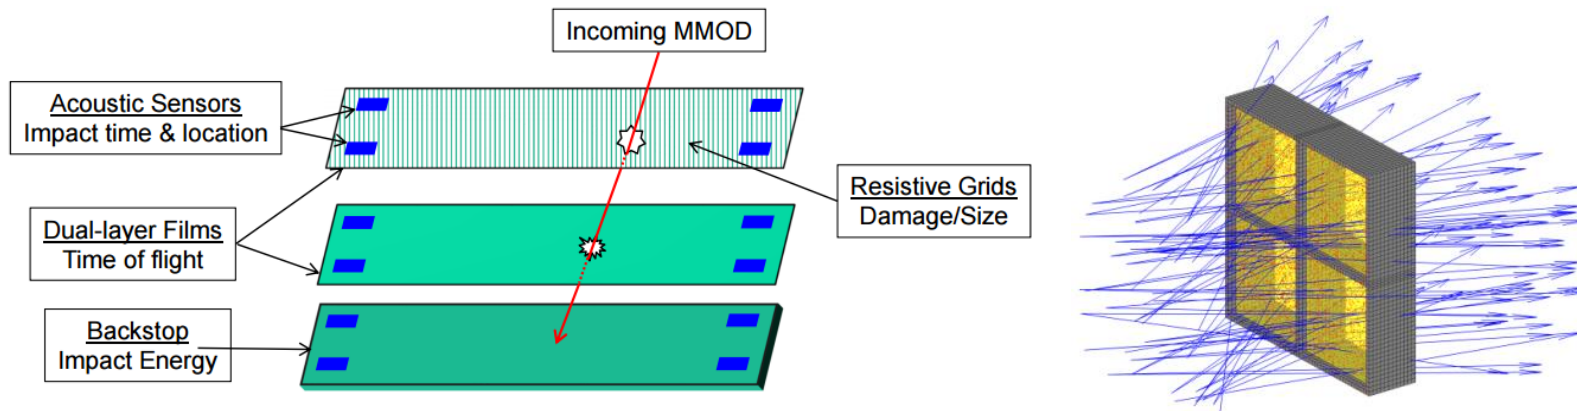 Incoming MMOD
Acoustic Sensors
Impact time & location
Resistive Grids
Damage/Size
Dual-layer Films
Time of flight
Backstop
Impact Energy